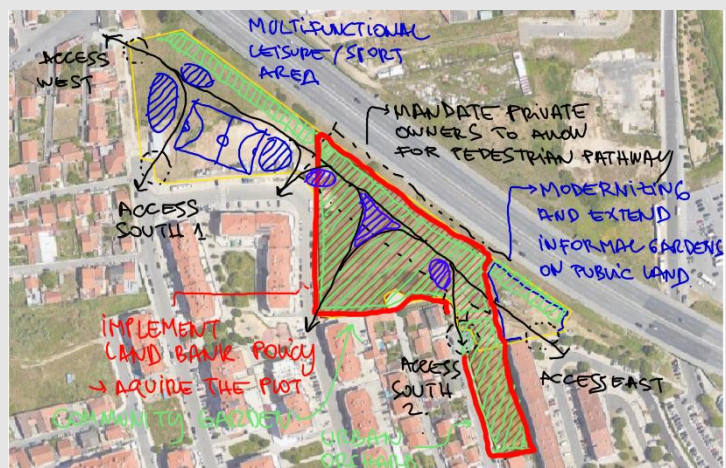 MULTIFUNCTIONAL
LEISURE/SPORT
AREA
ACCESS
WEST
MANDATE PRIVATE
OWNERS TO ALLOW
FOR PEDESTRIAN PATHWAY
MODERNIZING
AND EXTEND
INFORMAL GARDENS
ON PUBLIC LAND
ACCESS
SOUTH 1
IMPLEMENT
LAND BANK POLICY
→ AQUIRE THE PLOT
ACCESS
SOUTH
2.
ACCESS EAST
COMMUNITY GARDEN
URBAN
ORCHARD